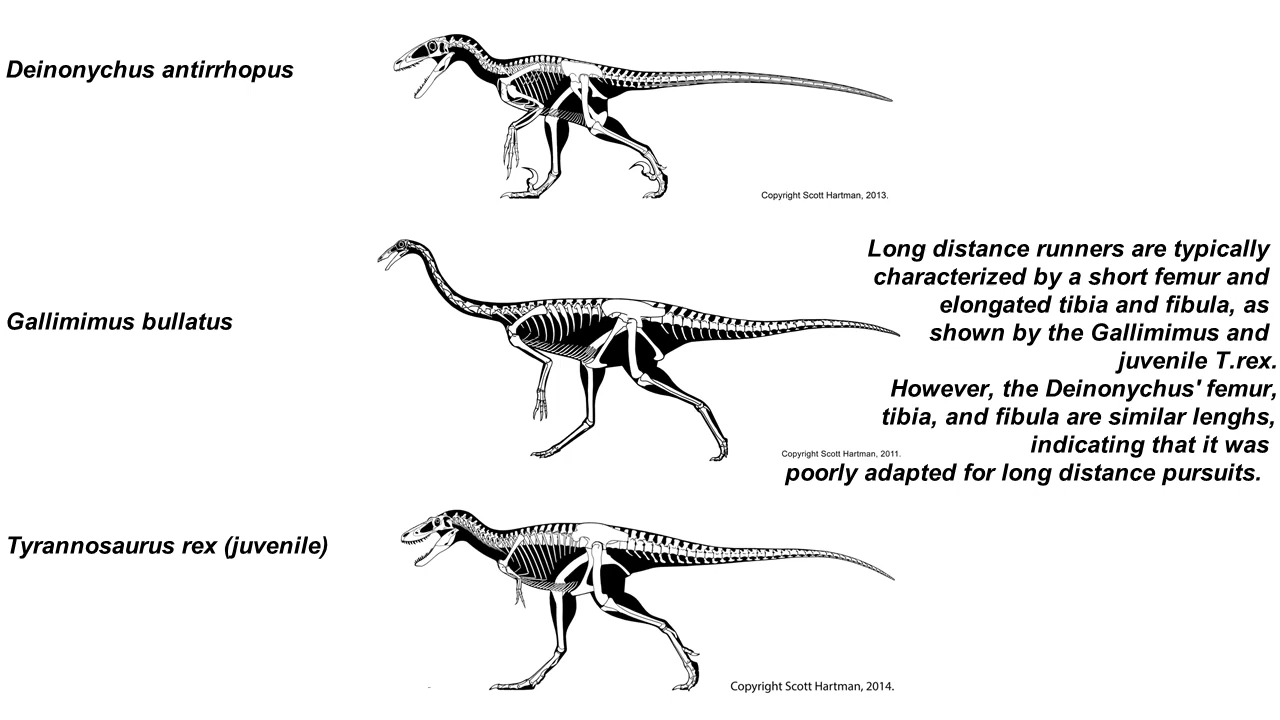 Deinonychus antirrhopus
Copyright Scott Hartman, 2013.
Gallimimus bullatus
Long distance runners are typically
characterized by a short femur and
elongated tibia and fibula, as
shown by the Gallimimus and
juvenile T.rex.
However, the Deinonychus' femur,
tibia, and fibula are similar lenghs,
indicating that it was
poorly adapted for long distance pursuits.
Copyright Scott Hartman, 2011.
Tyrannosaurus rex (juvenile)
Copyright Scott Hartman, 2014.